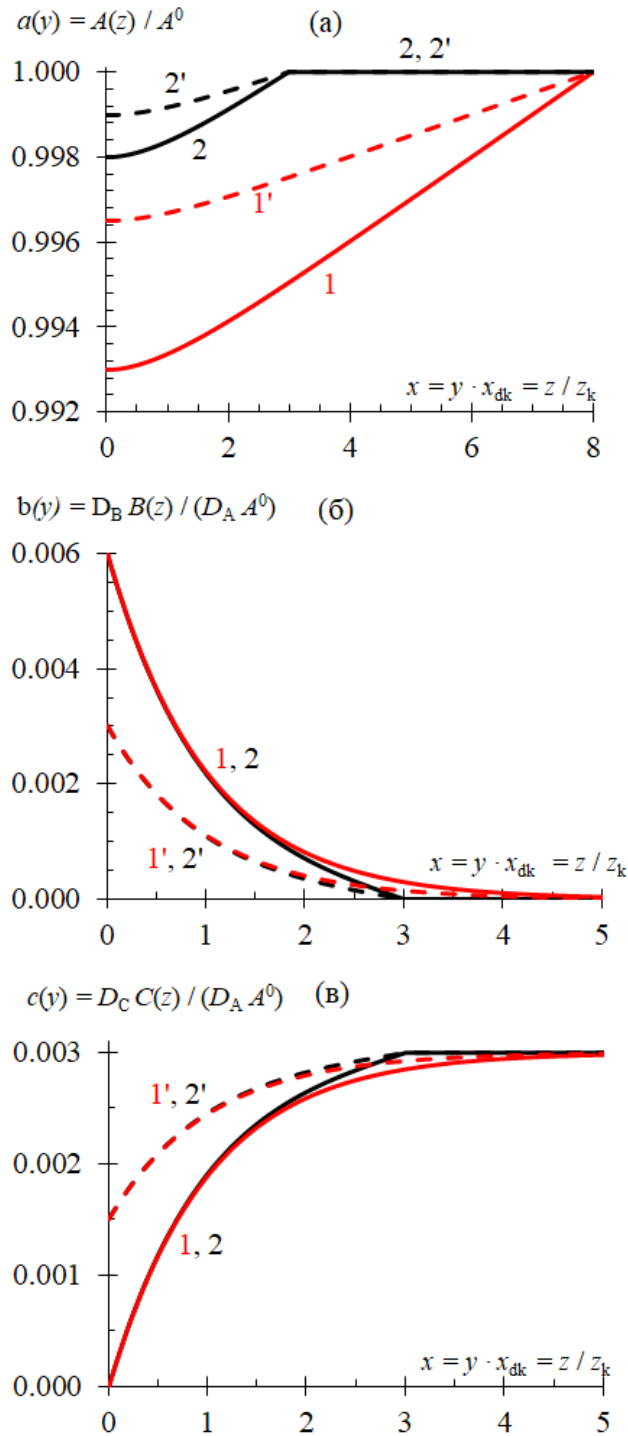 a(y) = A(z) / A⁰ (а)
1.000
2, 2'
2'
0.998
2
1'
0.996
1
0.994
x = y · x_dk = z / z_k
0.992
0 2 4 6 8
b(y) = D_B B(z) / (D_A A⁰) (б)
0.006
0.004
1, 2
0.002
1', 2'
x = y · x_dk = z / z_k
0.000
0 1 2 3 4 5
c(y) = D_C C(z) / (D_A A⁰) (в)
0.003
1', 2'
0.002
1, 2
0.001
x = y · x_dk = z / z_k
0.000
0 1 2 3 4 5